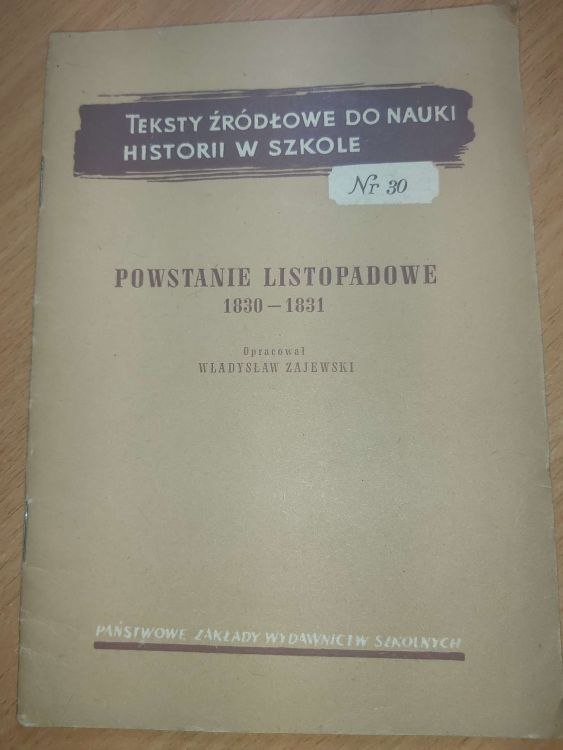 TEKSTY ŹRÓDŁOWE DO NAUKI
HISTORII W SZKOLE
Nr 30
POWSTANIE LISTOPADOWE
1830 — 1831
Opracował
WŁADYSŁAW ZAJEWSKI
PAŃSTWOWE ZAKŁADY WYDAWNICTW SZKOLNYCH